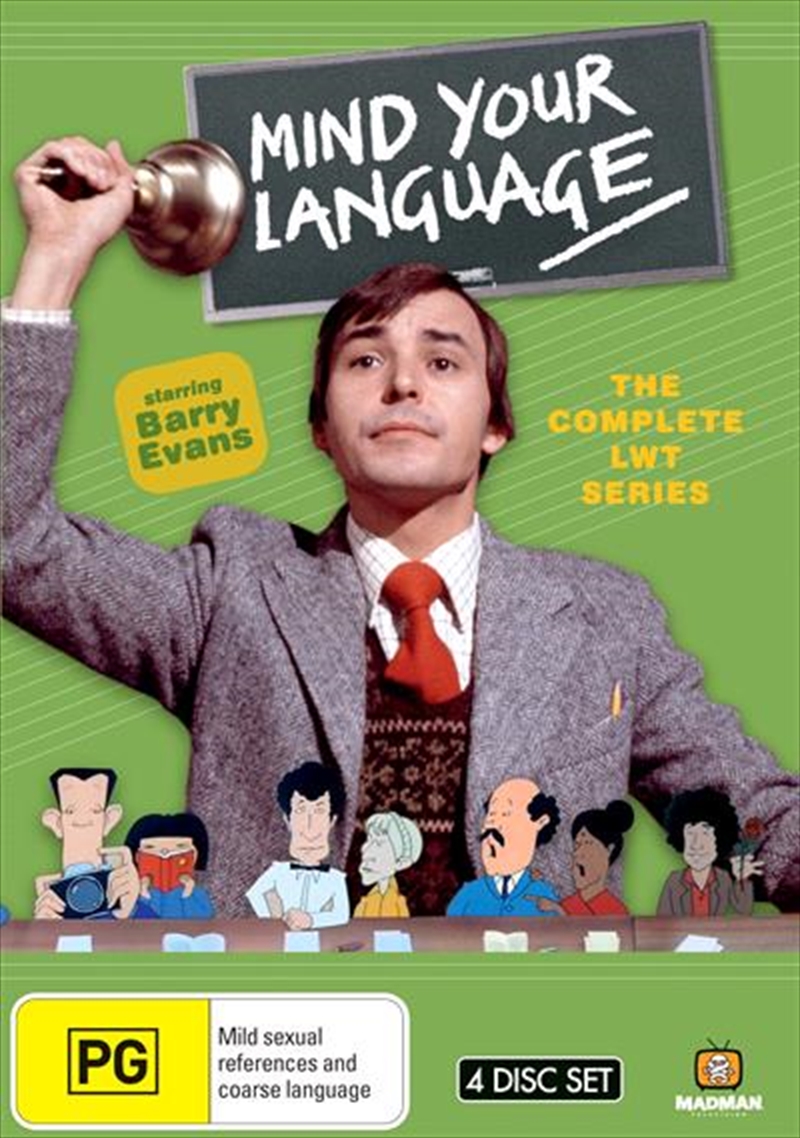 MIND YOUR
LANGUAGE
starring
Barry
Evans
THE
COMPLETE
LWT
SERIES
PG
Mild sexual
references and
coarse language
4 DISC SET
MADMAN
TELEVISION